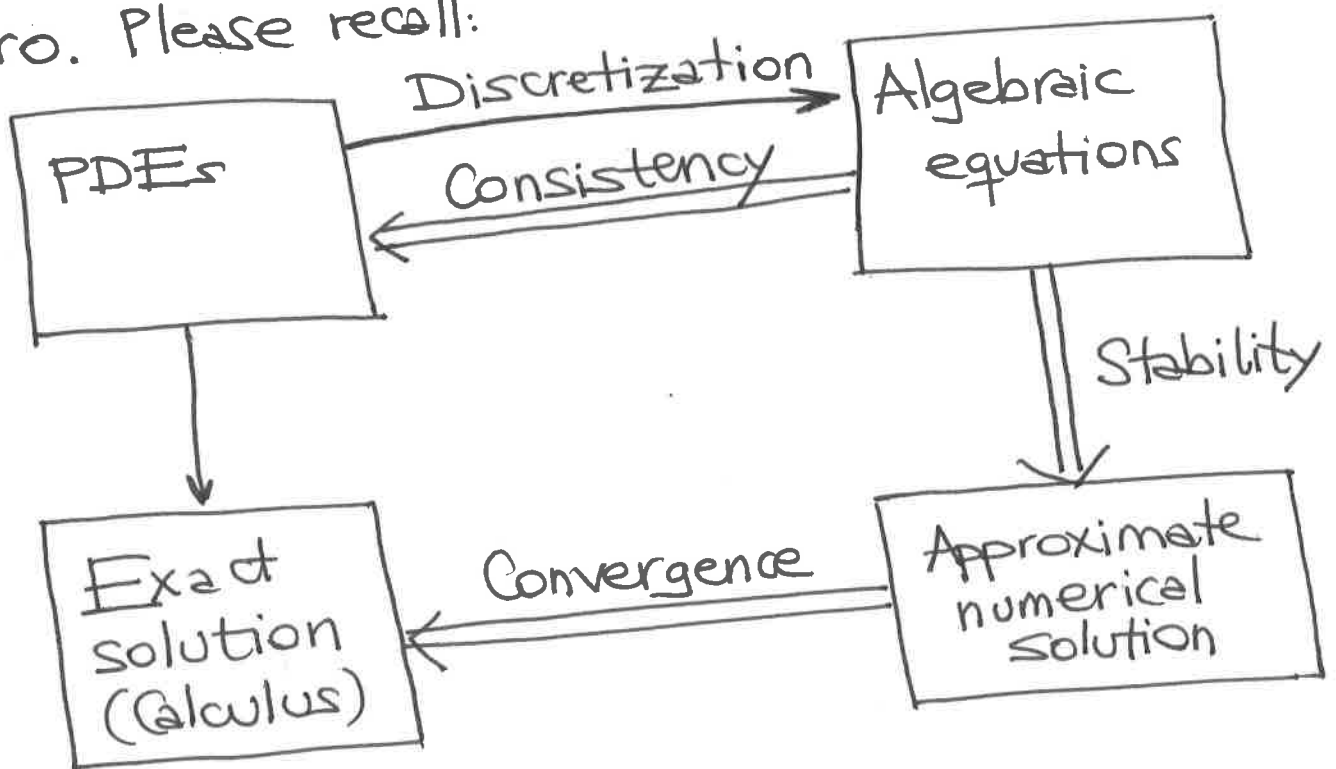 ro. Please recall:
Discretization
Algebraic
equations
PDEs
Consistency
Stability
Exact
solution
(Calculus)
Convergence
Approximate
numerical
solution